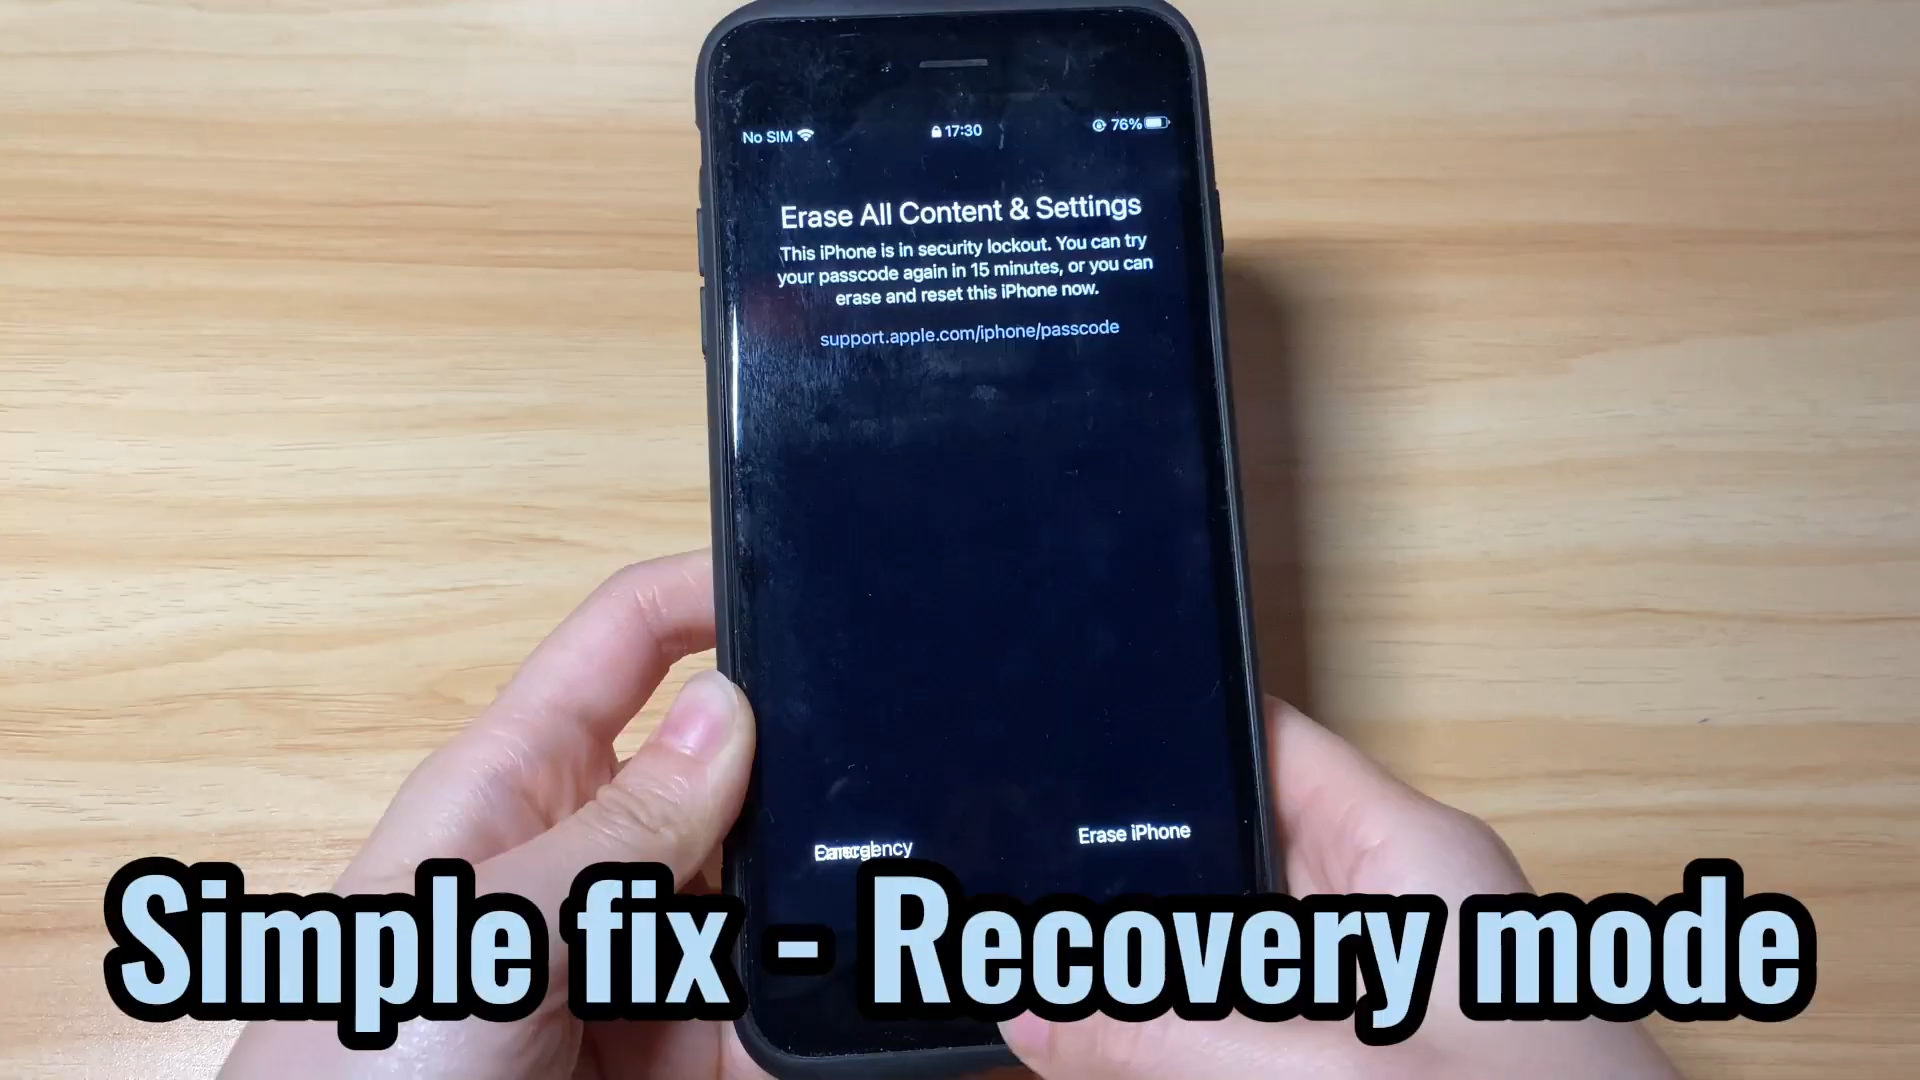 No SIM 17:30 76%
Erase All Content & Settings
This iPhone is in security lockout. You can try
your passcode again in 15 minutes, or you can
erase and reset this iPhone now.
support.apple.com/iphone/passcode
Erase iPhone
Emergency
Simple fix - Recovery mode